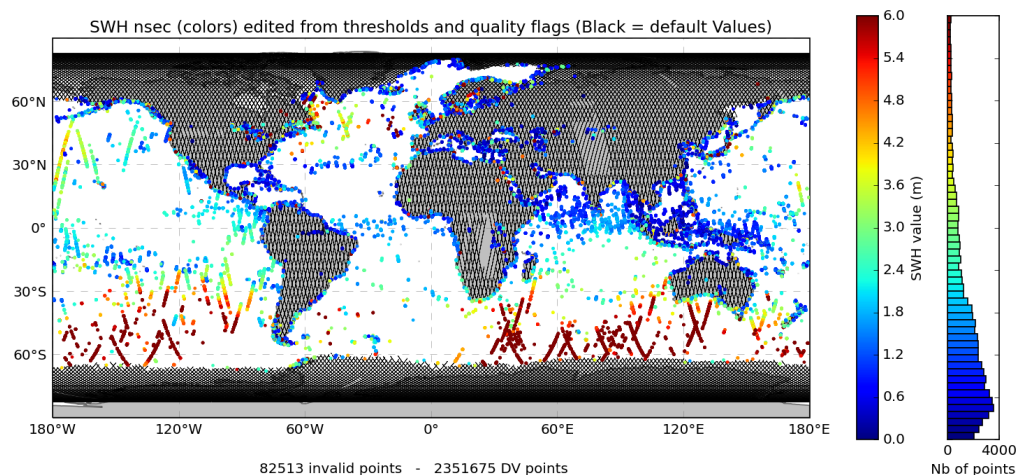 SWH nsec (colors) edited from thresholds and quality flags (Black = default Values)
60°N
30°N
0°
30°S
60°S
180°W
120°W
60°W
0°
60°E
120°E
180°E
82513 invalid points - 2351675 DV points
6.0
5.4
4.8
4.2
3.6
3.0
2.4
1.8
1.2
0.6
0.0
SWH value (m)
0
4000
Nb of points